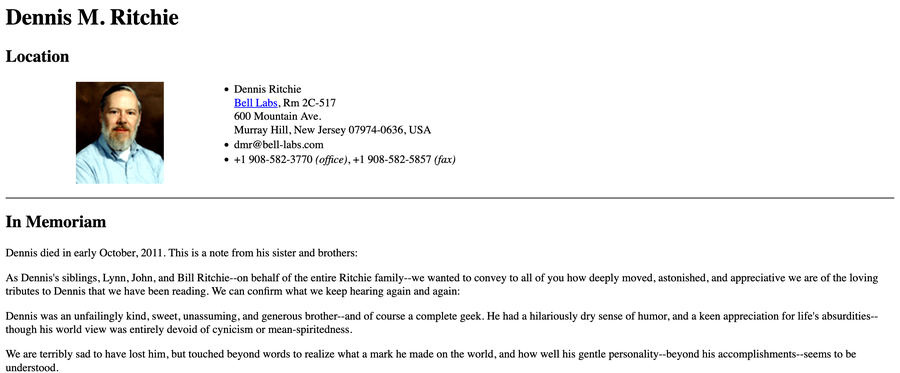 Dennis M. Ritchie
Location
Dennis Ritchie
Bell Labs, Rm 2C-517
600 Mountain Ave.
Murray Hill, New Jersey 07974-0636, USA
dmr@bell-labs.com
+1 908-582-3770 (office), +1 908-582-5857 (fax)
In Memoriam
Dennis died in early October, 2011. This is a note from his sister and brothers:
As Dennis's siblings, Lynn, John, and Bill Ritchie--on behalf of the entire Ritchie family--we wanted to convey to all of you how deeply moved, astonished, and appreciative we are of the loving
tributes to Dennis that we have been reading. We can confirm what we keep hearing again and again:
Dennis was an unfailingly kind, sweet, unassuming, and generous brother--and of course a complete geek. He had a hilariously dry sense of humor, and a keen appreciation for life's absurdities--
though his world view was entirely devoid of cynicism or mean-spiritedness.
We are terribly sad to have lost him, but touched beyond words to realize what a mark he made on the world, and how well his gentle personality--beyond his accomplishments--seems to be
understood.